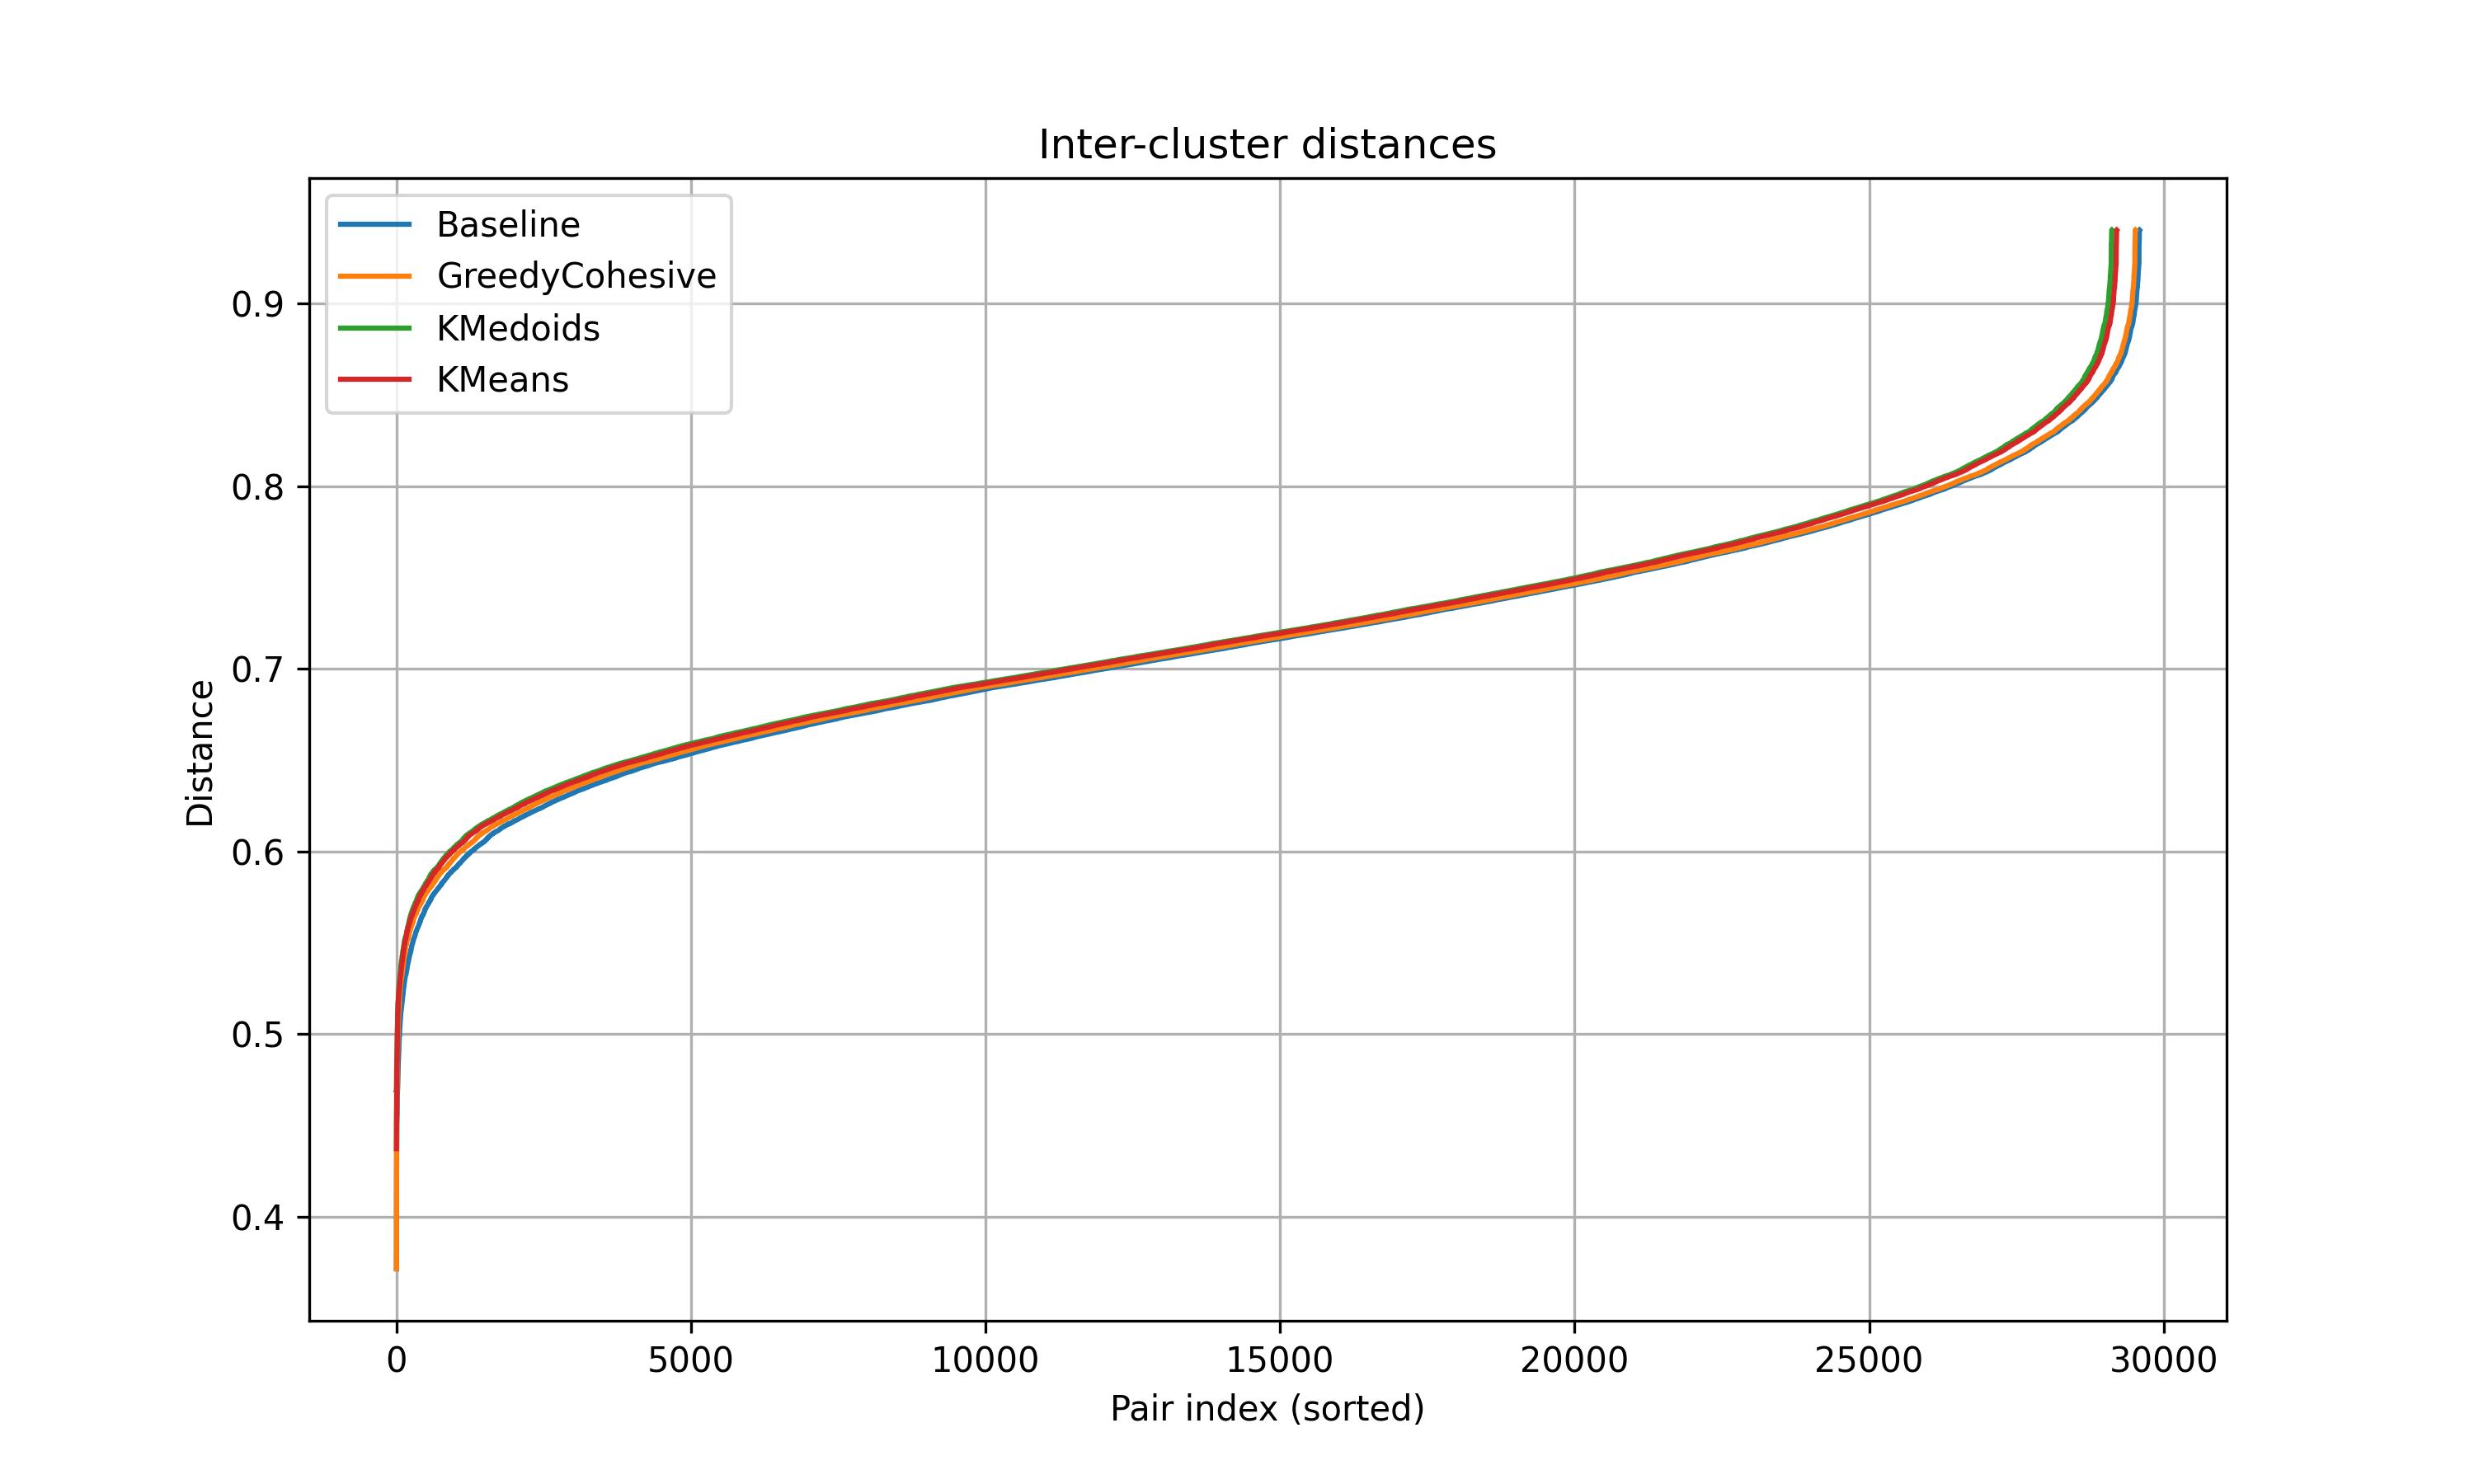 Inter-cluster distances
Baseline
GreedyCohesive
KMedoids
KMeans
0.9
0.8
0.7
0.6
0.5
0.4
Distance
0 5000 10000 15000 20000 25000 30000
Pair index (sorted)